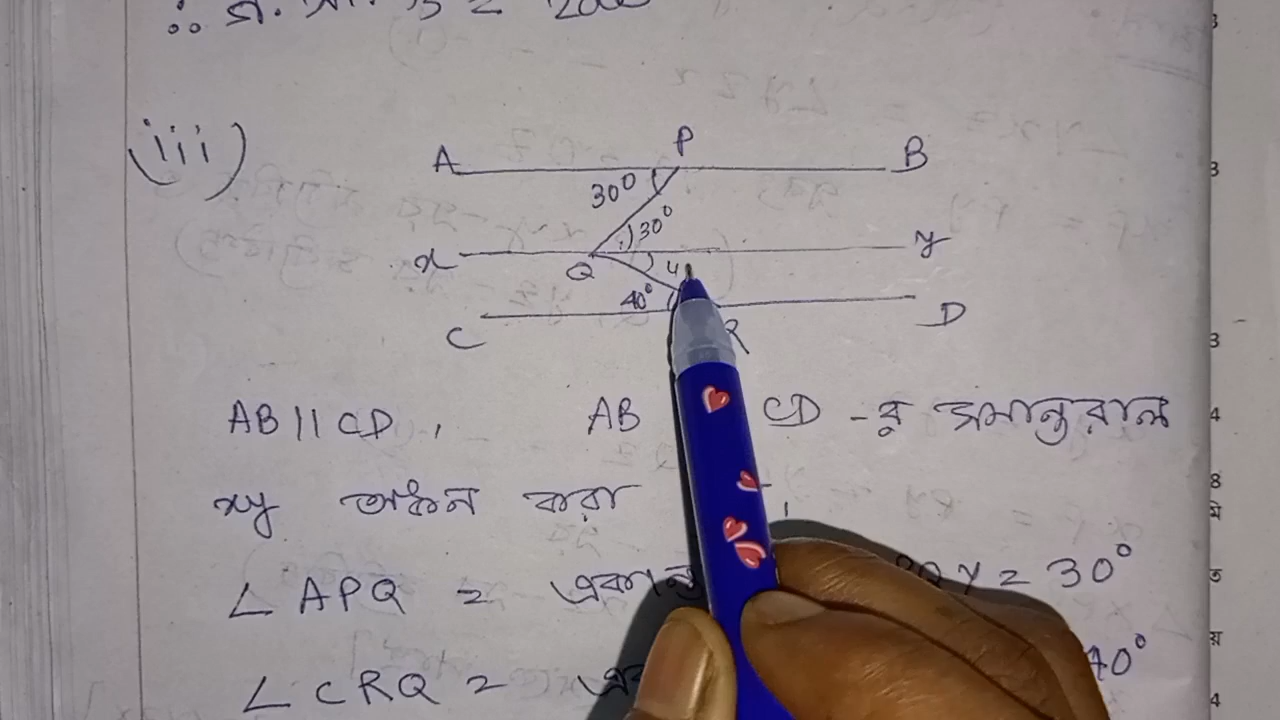 (iii)
A P B
30°
30°
x Q y
4
40°
C R D
AB || CD , AB CD -র সমান্তরাল
xy অঙ্কন করা
∠ APQ = একান্ত = 30°
∠ CRQ = 40°